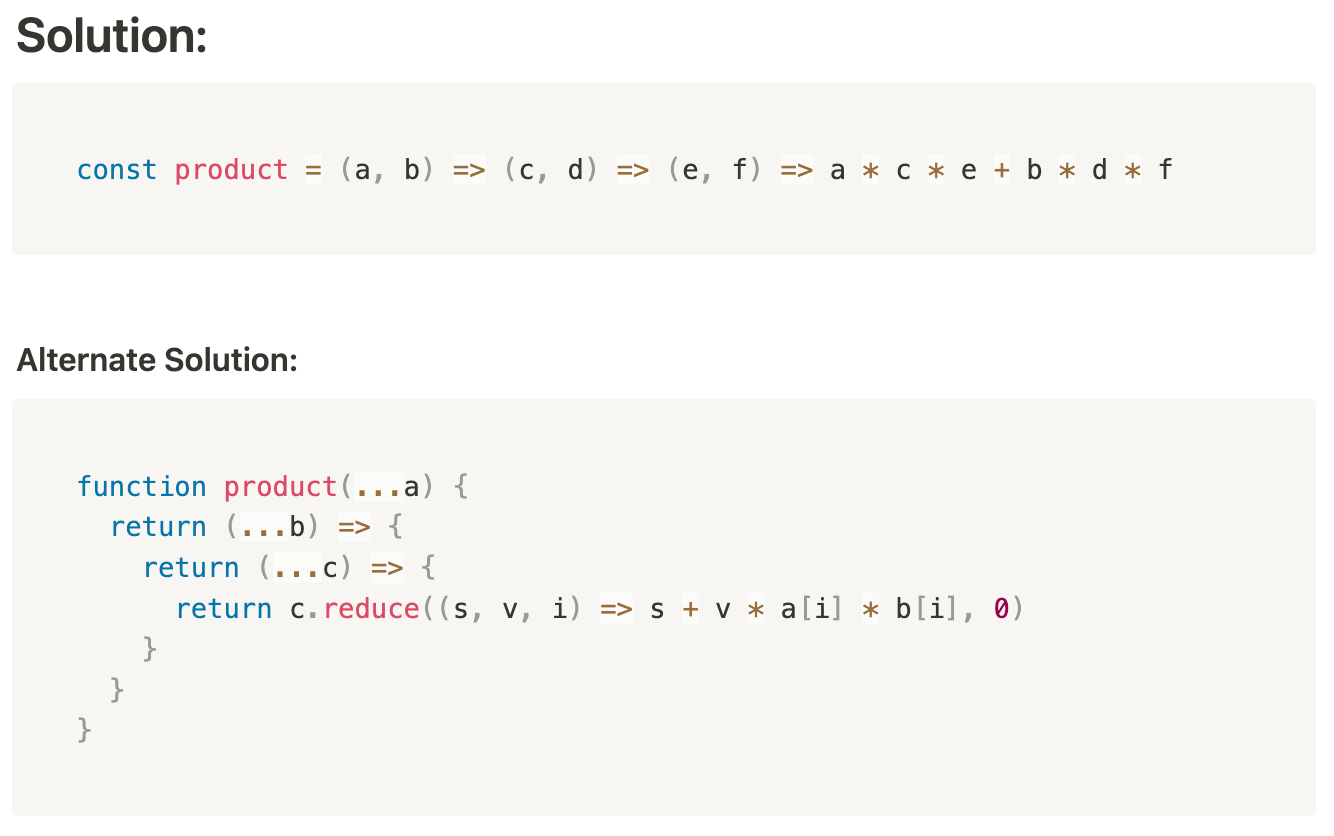 Solution:
const product = (a, b) => (c, d) => (e, f) => a * c * e + b * d * f
Alternate Solution:
function product(...a) {
  return (...b) => {
    return (...c) => {
      return c.reduce((s, v, i) => s + v * a[i] * b[i], 0)
    }
  }
}